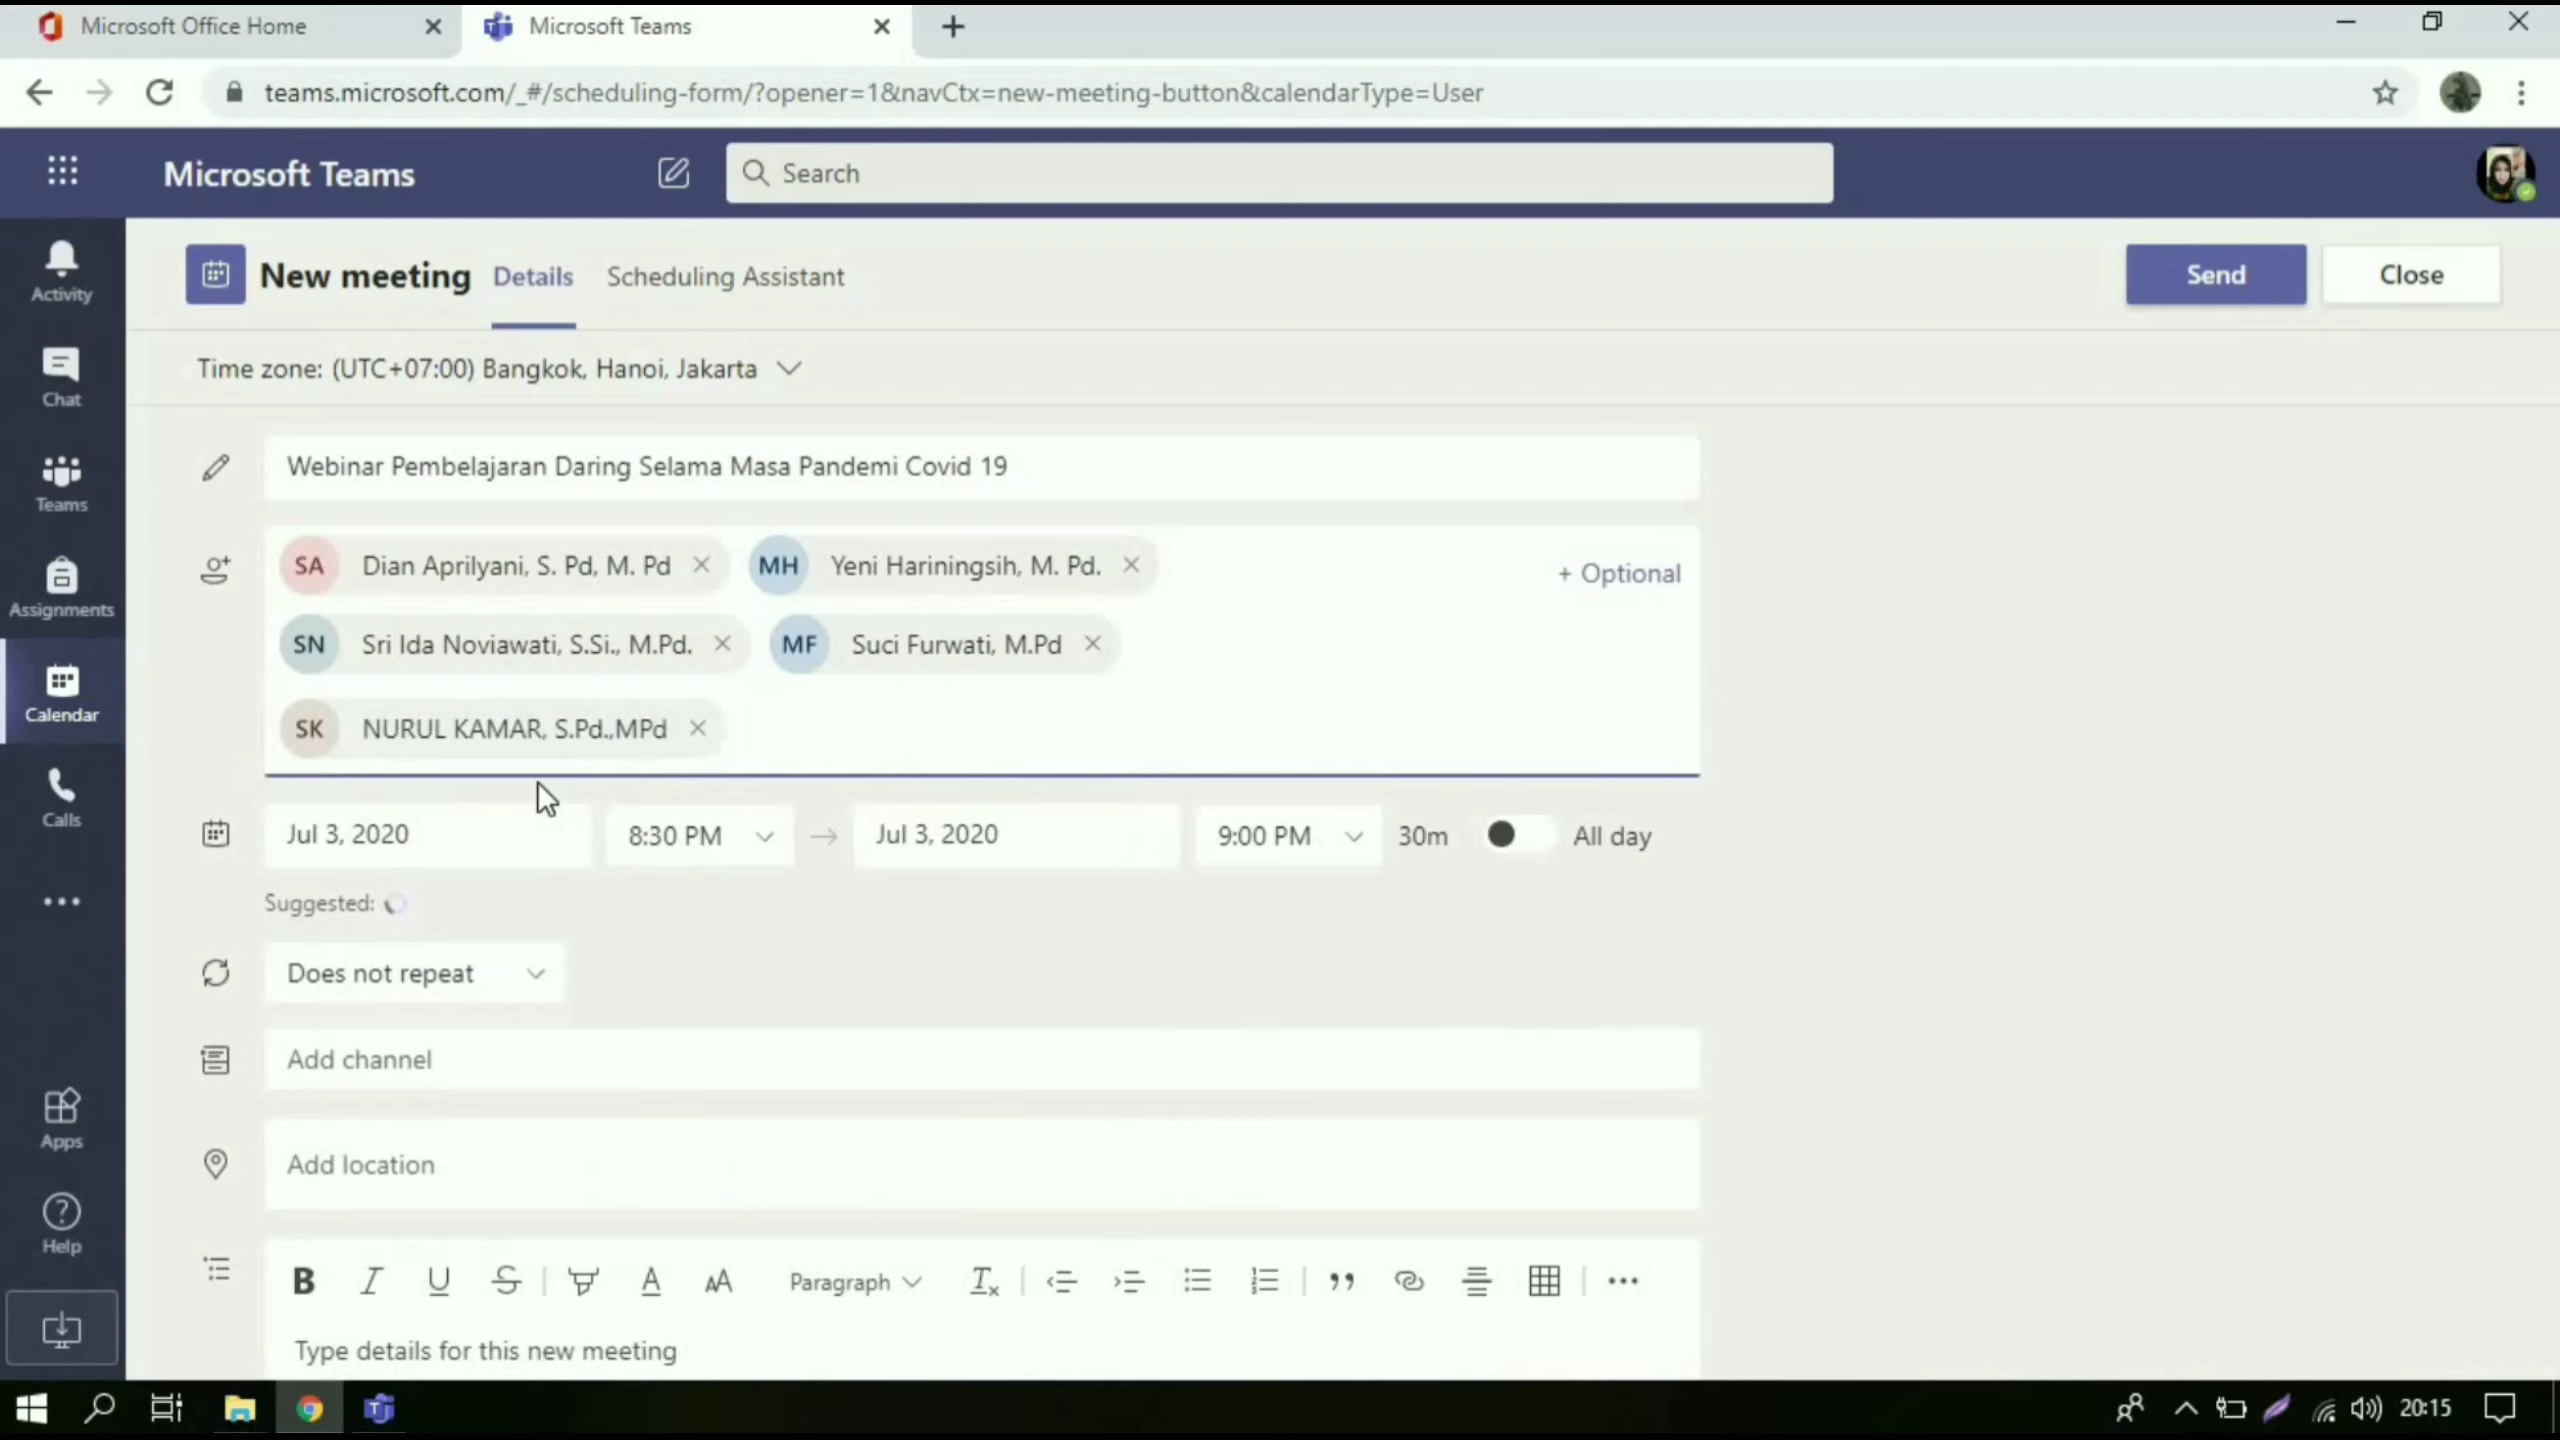 Microsoft Office Home
Microsoft Teams
teams.microsoft.com/_#/scheduling-form/?opener=1&navCtx=new-meeting-button&calendarType=User
Microsoft Teams
Search
Activity
Chat
Teams
Assignments
Calendar
Calls
Apps
Help
New meeting Details Scheduling Assistant
Send Close
Time zone: (UTC+07:00) Bangkok, Hanoi, Jakarta
Webinar Pembelajaran Daring Selama Masa Pandemi Covid 19
SA Dian Aprilyani, S. Pd, M. Pd MH Yeni Hariningsih, M. Pd.
+ Optional
SN Sri Ida Noviawati, S.Si., M.Pd. MF Suci Furwati, M.Pd
SK NURUL KAMAR, S.Pd.,MPd
Jul 3, 2020 8:30 PM → Jul 3, 2020 9:00 PM 30m All day
Suggested:
Does not repeat
Add channel
Add location
Paragraph
Type details for this new meeting
20:15